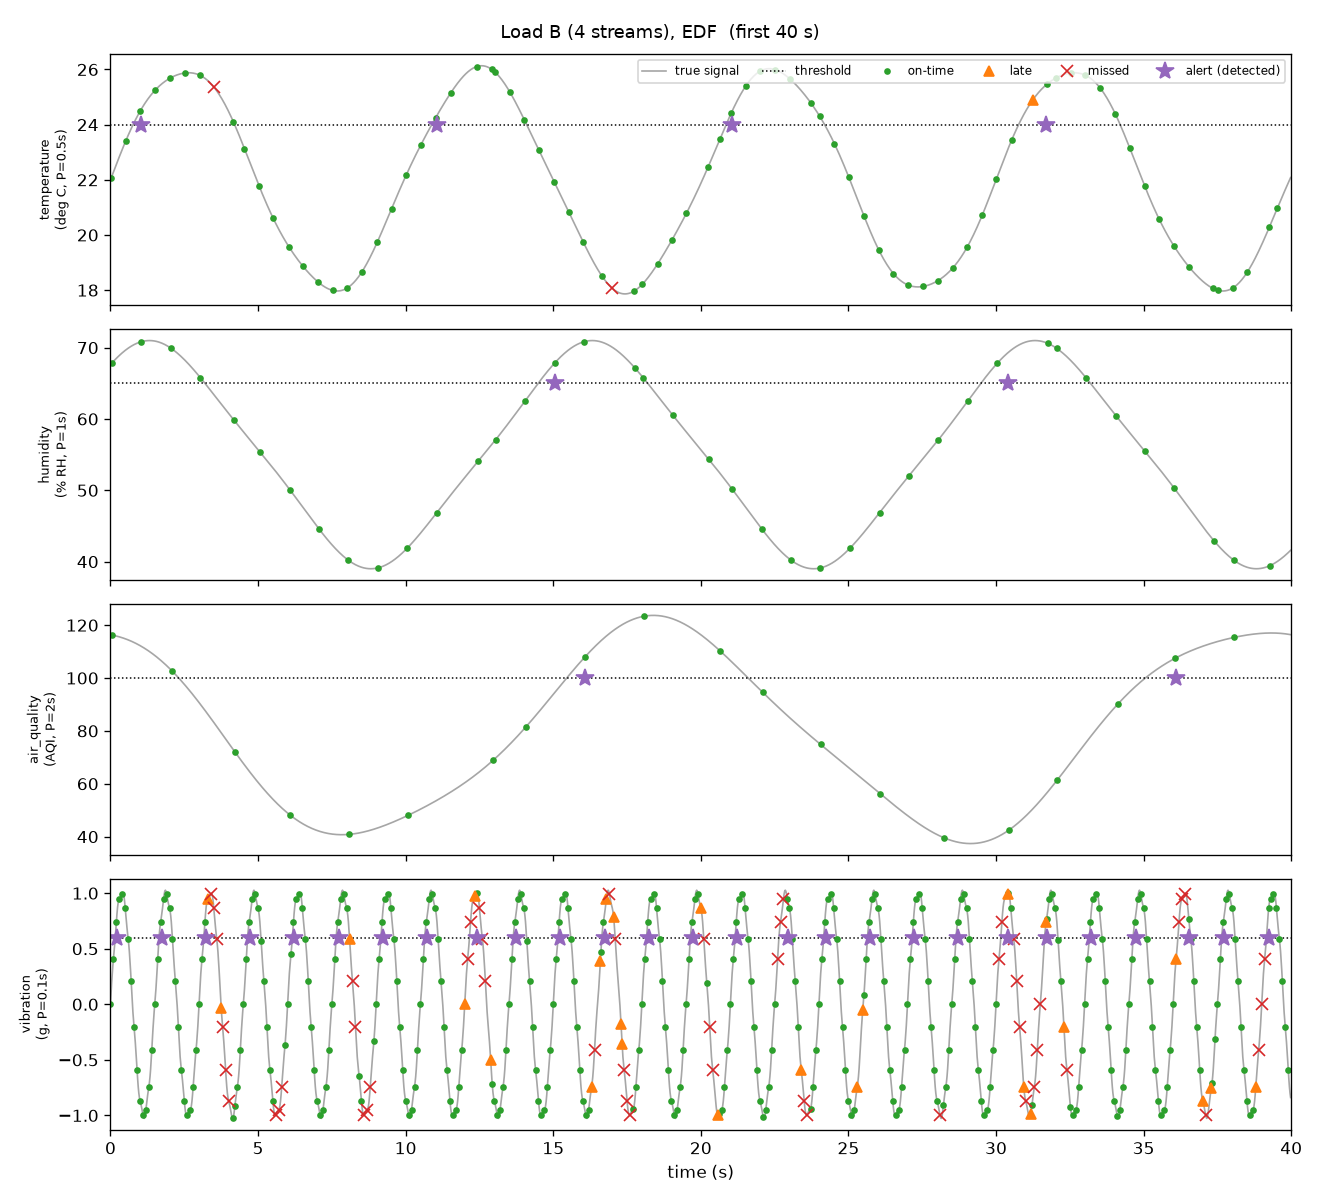 Load B (4 streams), EDF  (first 40 s)
true signal threshold on-time late missed alert (detected)
26
24
22
20
18
temperature
(deg C, P=0.5s)
70
60
50
40
humidity
(% RH, P=1s)
120
100
80
60
40
air_quality
(AQI, P=2s)
1.0
0.5
0.0
−0.5
−1.0
vibration
(g, P=0.1s)
0 5 10 15 20 25 30 35 40
time (s)